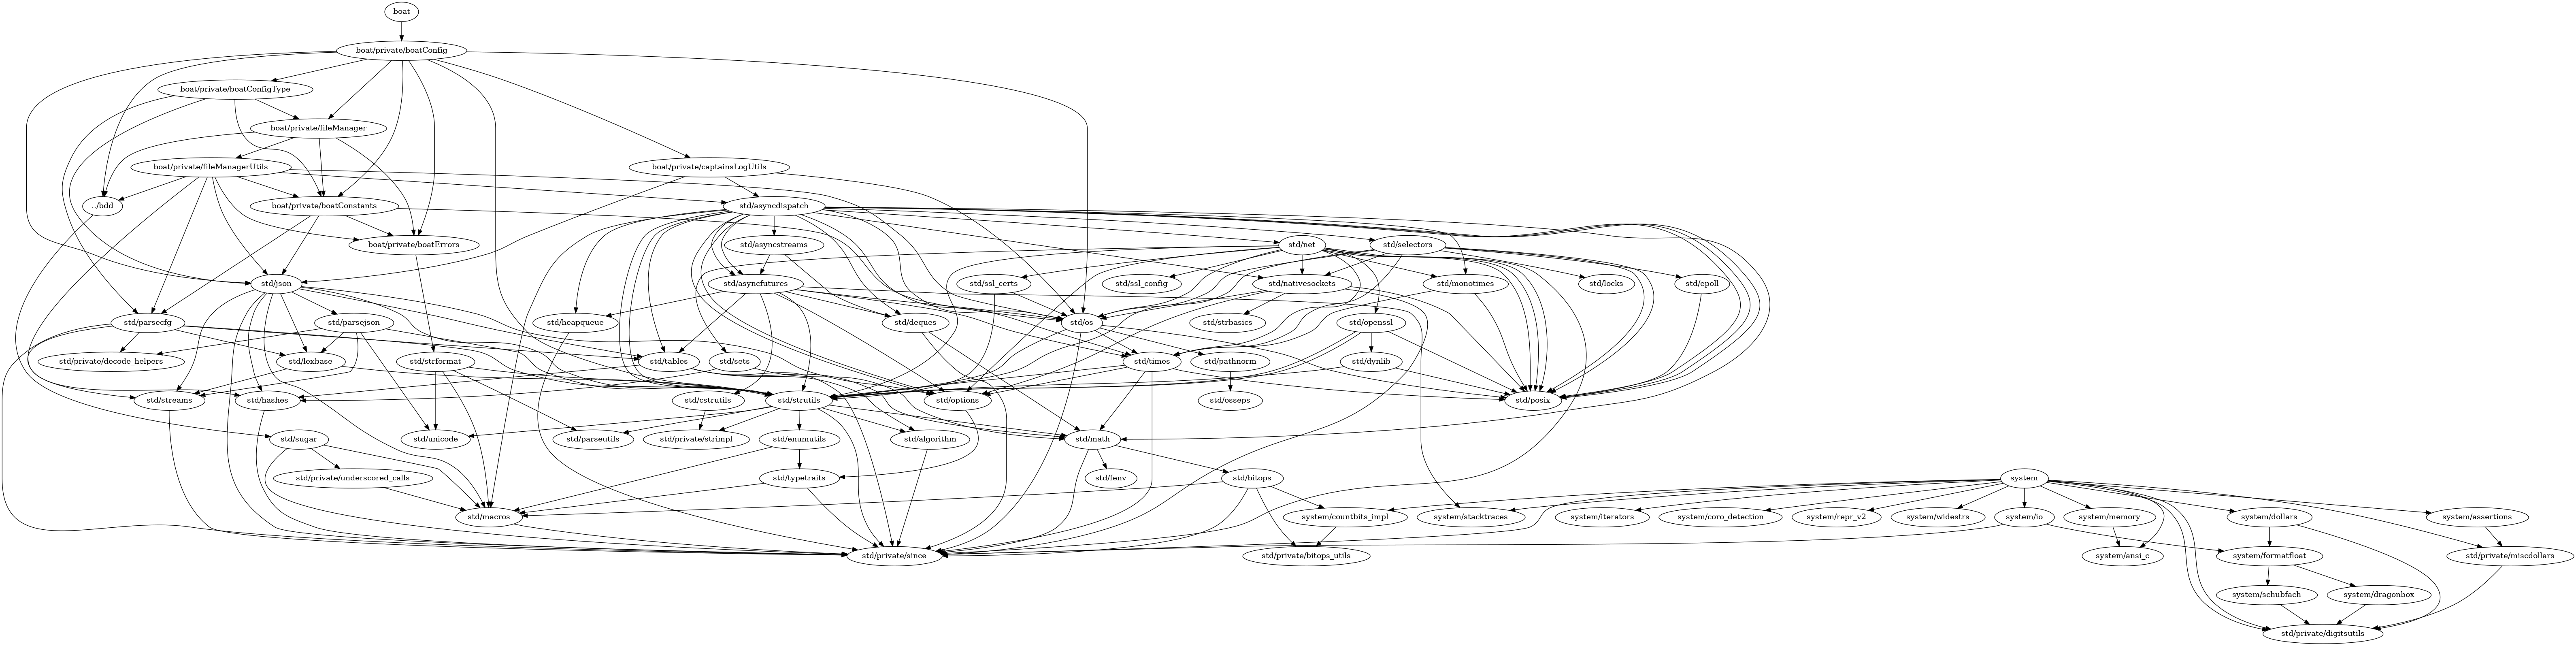 boat
boat/private/boatConfig
boat/private/boatConfigType
boat/private/fileManager
boat/private/fileManagerUtils
boat/private/captainsLogUtils
../bdd
boat/private/boatConstants
std/asyncdispatch
boat/private/boatErrors
std/asyncstreams
std/net
std/selectors
std/json
std/asyncfutures
std/ssl_certs
std/ssl_config
std/nativesockets
std/monotimes
std/locks
std/epoll
std/parsecfg
std/parsejson
std/heapqueue
std/deques
std/os
std/strbasics
std/openssl
std/private/decode_helpers
std/lexbase
std/strformat
std/tables
std/sets
std/times
std/pathnorm
std/dynlib
std/streams
std/hashes
std/cstrutils
std/strutils
std/options
std/osseps
std/posix
std/sugar
std/unicode
std/parseutils
std/private/strimpl
std/enumutils
std/algorithm
std/math
std/private/underscored_calls
std/typetraits
std/fenv
std/bitops
system
std/macros
system/countbits_impl
system/stacktraces
system/iterators
system/coro_detection
system/repr_v2
system/widestrs
system/io
system/memory
system/dollars
system/assertions
std/private/since
std/private/bitops_utils
system/ansi_c
system/formatfloat
std/private/miscdollars
system/schubfach
system/dragonbox
std/private/digitsutils